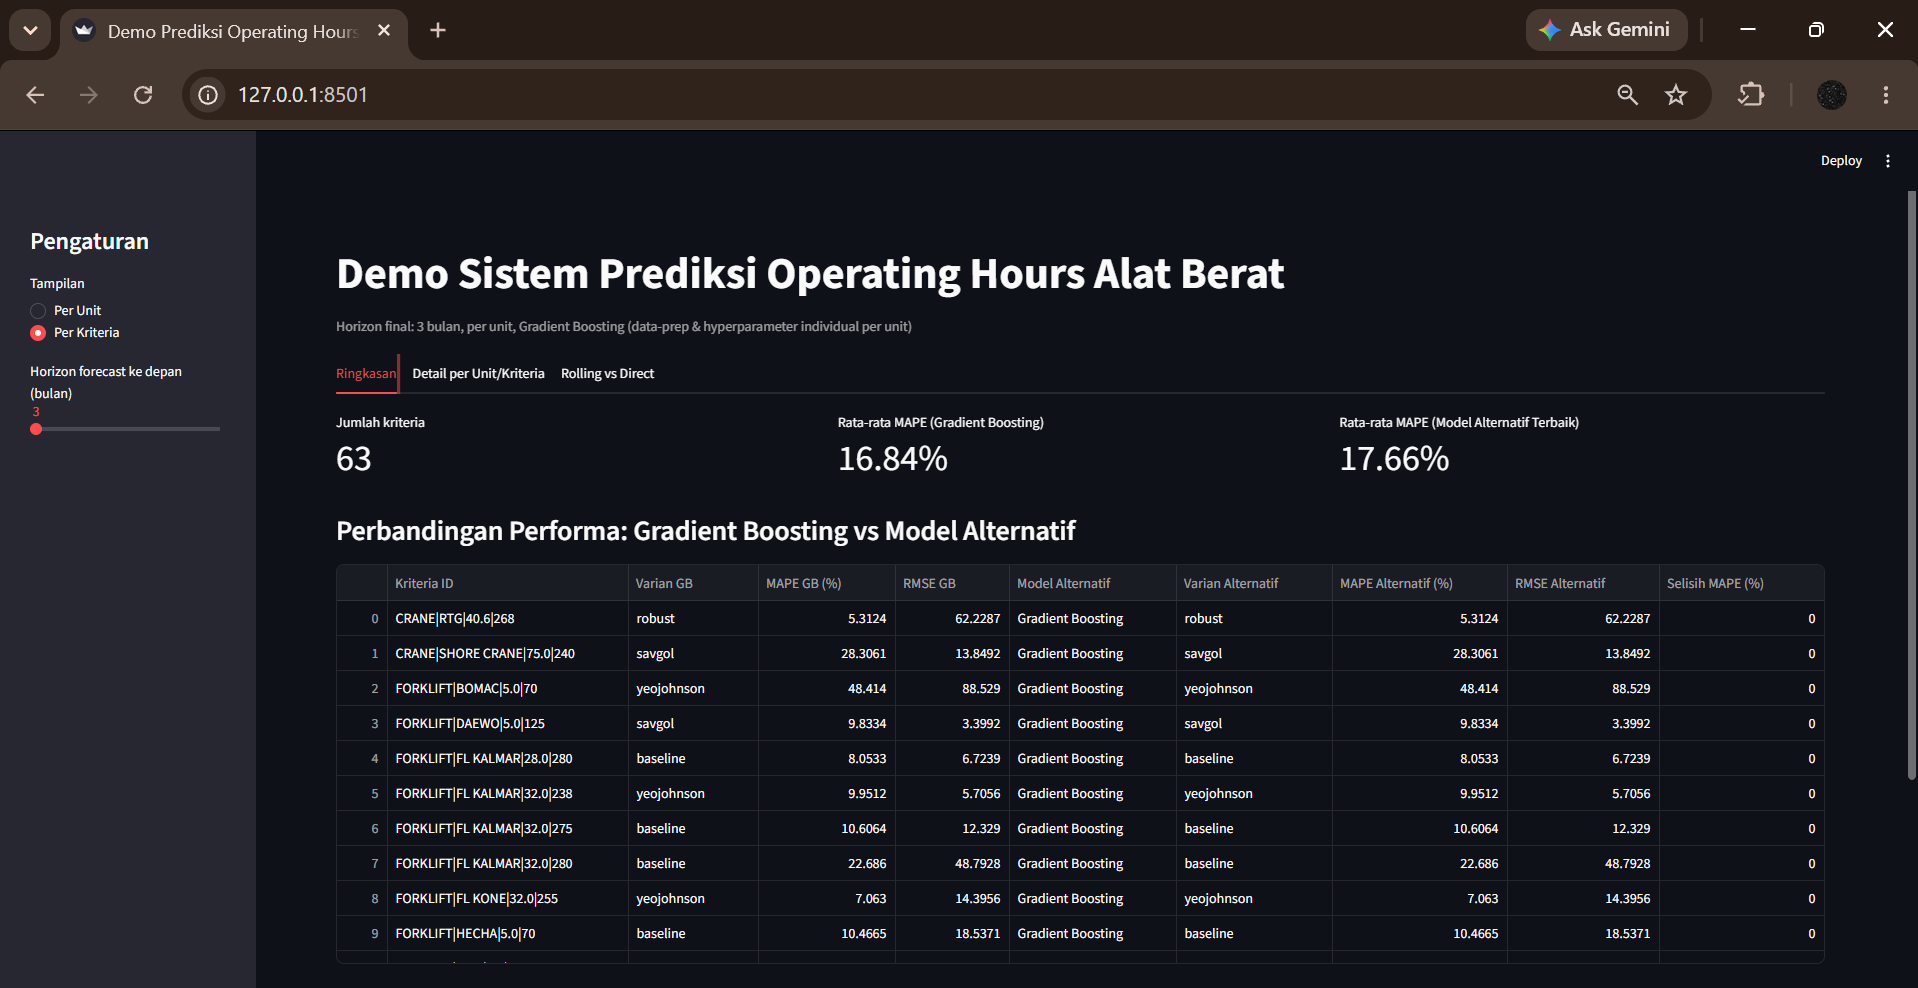 Demo Prediksi Operating Hours
Ask Gemini
127.0.0.1:8501
Deploy
Pengaturan
Tampilan
Per Unit
Per Kriteria
Horizon forecast ke depan
(bulan)
3
Demo Sistem Prediksi Operating Hours Alat Berat
Horizon final: 3 bulan, per unit, Gradient Boosting (data-prep & hyperparameter individual per unit)
Ringkasan Detail per Unit/Kriteria Rolling vs Direct
Jumlah kriteria Rata-rata MAPE (Gradient Boosting) Rata-rata MAPE (Model Alternatif Terbaik)
63 16.84% 17.66%
Perbandingan Performa: Gradient Boosting vs Model Alternatif
Kriteria ID Varian GB MAPE GB (%) RMSE GB Model Alternatif Varian Alternatif MAPE Alternatif (%) RMSE Alternatif Selisih MAPE (%)
0 CRANE|RTG|40.6|268 robust 5.3124 62.2287 Gradient Boosting robust 5.3124 62.2287 0
1 CRANE|SHORE CRANE|75.0|240 savgol 28.3061 13.8492 Gradient Boosting savgol 28.3061 13.8492 0
2 FORKLIFT|BOMAC|5.0|70 yeojohnson 48.414 88.529 Gradient Boosting yeojohnson 48.414 88.529 0
3 FORKLIFT|DAEWO|5.0|125 savgol 9.8334 3.3992 Gradient Boosting savgol 9.8334 3.3992 0
4 FORKLIFT|FL KALMAR|28.0|280 baseline 8.0533 6.7239 Gradient Boosting baseline 8.0533 6.7239 0
5 FORKLIFT|FL KALMAR|32.0|238 yeojohnson 9.9512 5.7056 Gradient Boosting yeojohnson 9.9512 5.7056 0
6 FORKLIFT|FL KALMAR|32.0|275 baseline 10.6064 12.329 Gradient Boosting baseline 10.6064 12.329 0
7 FORKLIFT|FL KALMAR|32.0|280 baseline 22.686 48.7928 Gradient Boosting baseline 22.686 48.7928 0
8 FORKLIFT|FL KONE|32.0|255 yeojohnson 7.063 14.3956 Gradient Boosting yeojohnson 7.063 14.3956 0
9 FORKLIFT|HECHA|5.0|70 baseline 10.4665 18.5371 Gradient Boosting baseline 10.4665 18.5371 0